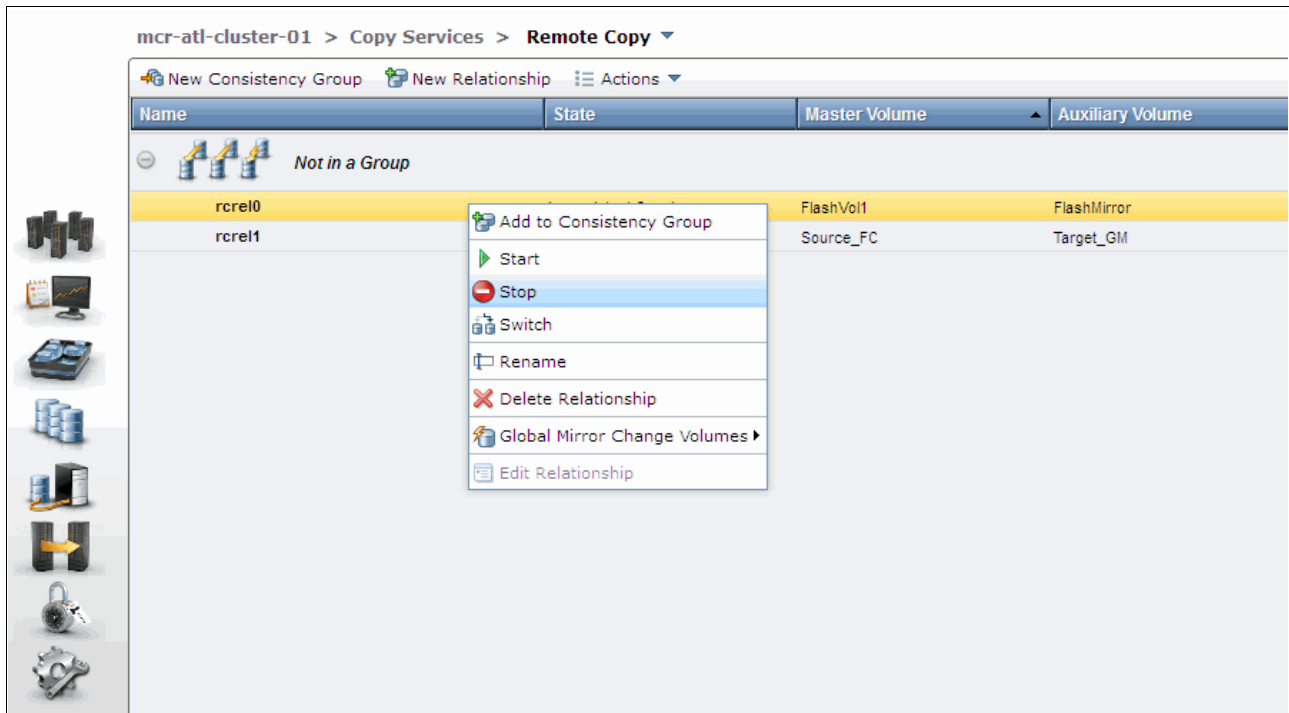 mcr-atl-cluster-01 > Copy Services > Remote Copy
New Consistency Group New Relationship Actions
Name State Master Volume Auxiliary Volume
Not in a Group
rcrel0 FlashVol1 FlashMirror
rcrel1 Source_FC Target_GM
Add to Consistency Group
Start
Stop
Switch
Rename
Delete Relationship
Global Mirror Change Volumes
Edit Relationship